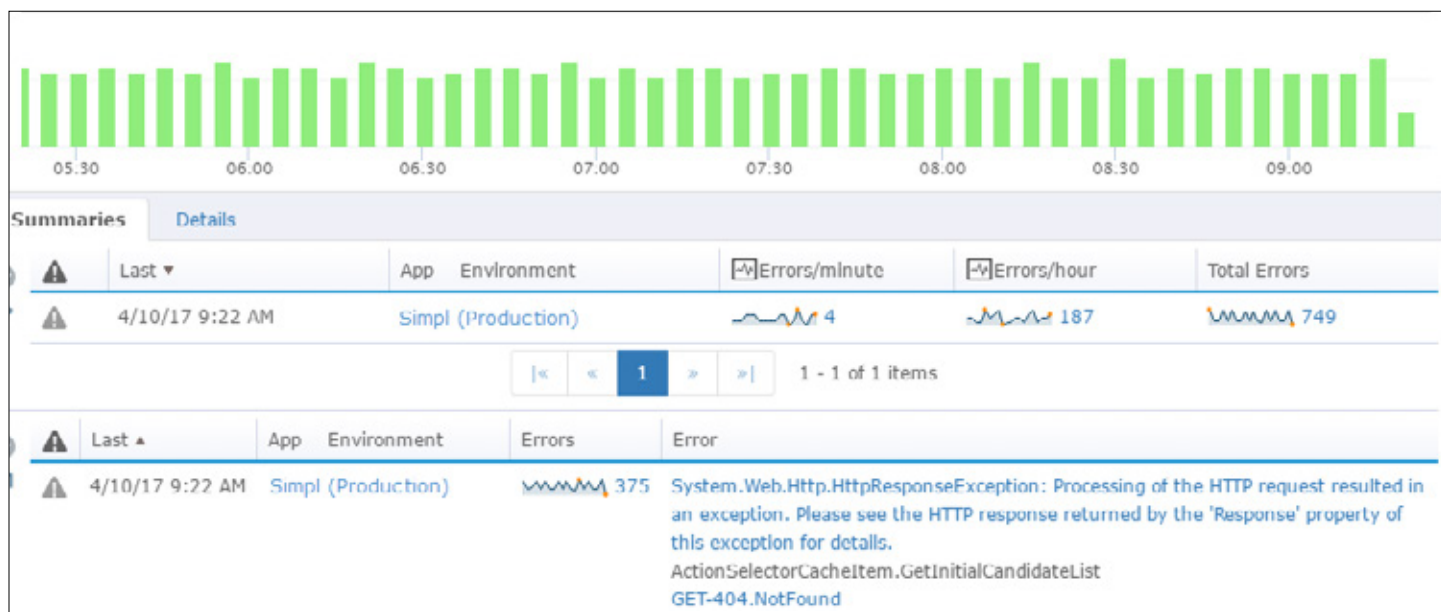 05:30 06:00 06:30 07:00 07:30 08:00 08:30 09:00
Summaries Details
Last ▾ App Environment Errors/minute Errors/hour Total Errors
4/10/17 9:22 AM Simpl (Production) 4 187 749
|« « 1 » »| 1 - 1 of 1 items
Last ▴ App Environment Errors Error
4/10/17 9:22 AM Simpl (Production) 375 System.Web.Http.HttpResponseException: Processing of the HTTP request resulted in
an exception. Please see the HTTP response returned by the 'Response' property of
this exception for details.
ActionSelectorCacheItem.GetInitialCandidateList
GET-404.NotFound